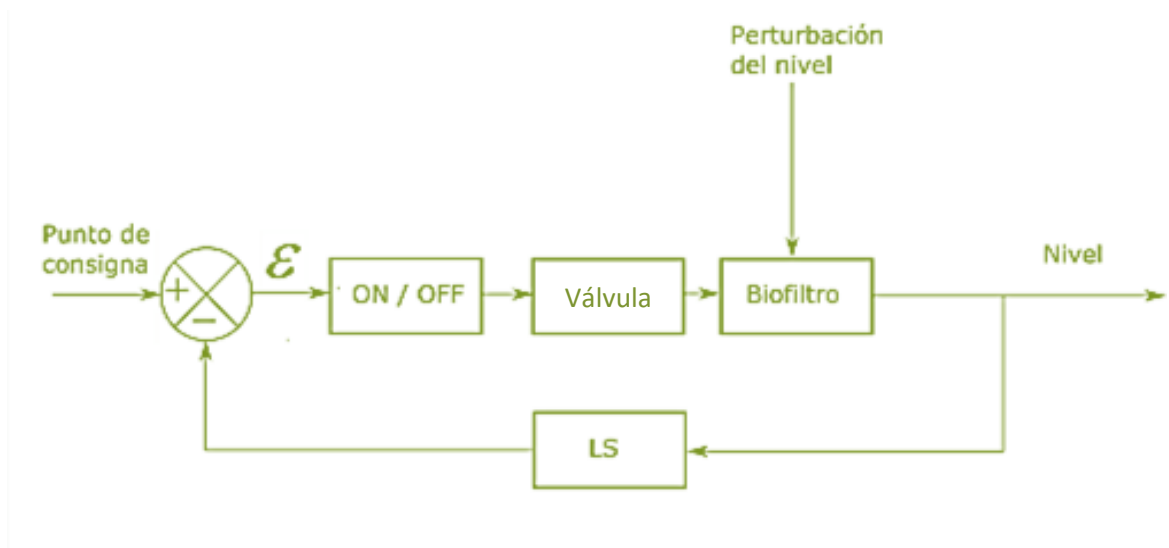 Perturbación
del nivel
Punto de
consigna
+
−
ε
ON / OFF
Válvula
Biofiltro
Nivel
LS